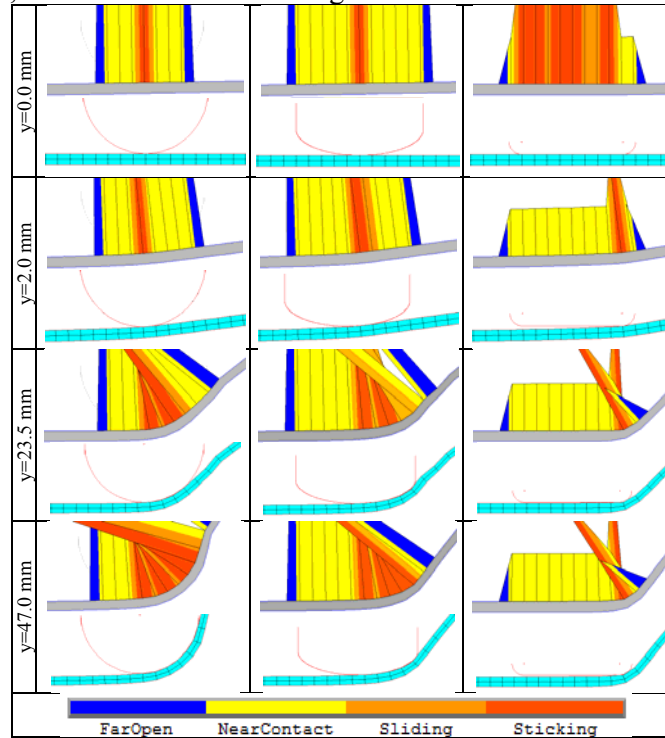 y=0.0 mm
y=2.0 mm
y=23.5 mm
y=47.0 mm
FarOpen NearContact Sliding Sticking